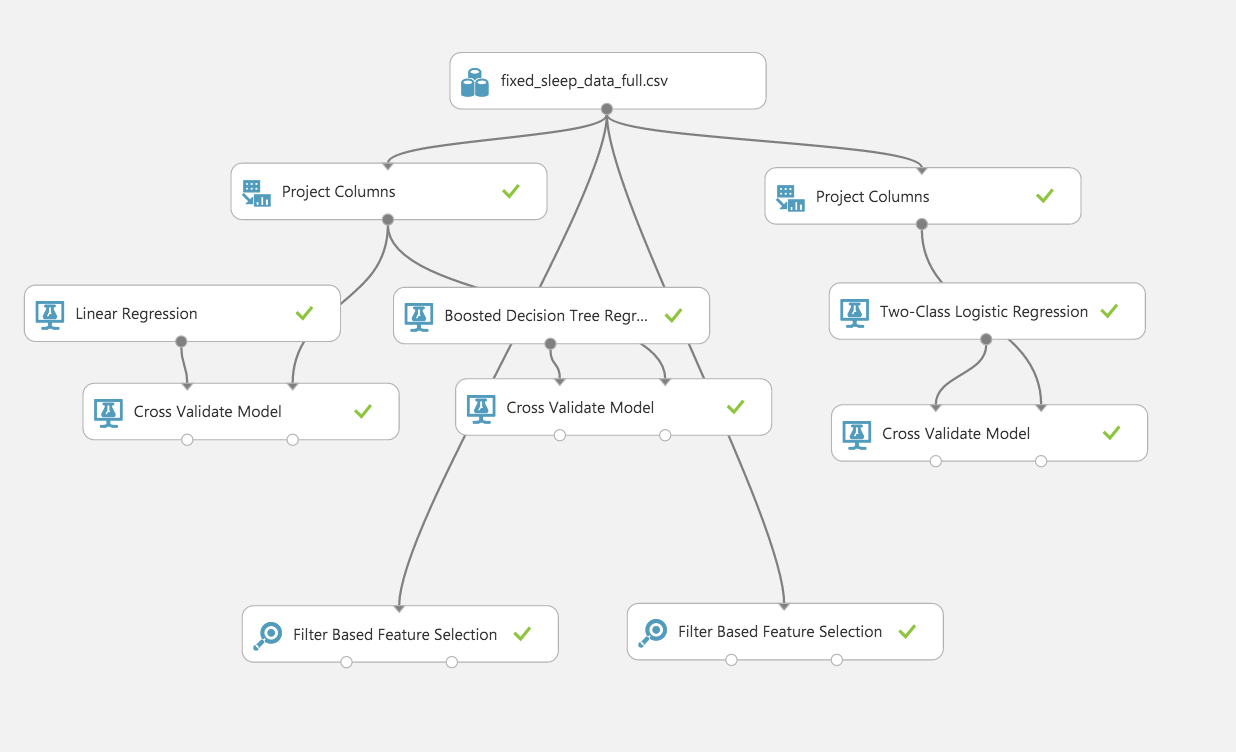 fixed_sleep_data_full.csv
Project Columns
Project Columns
Linear Regression
Boosted Decision Tree Regr...
Two-Class Logistic Regression
Cross Validate Model
Cross Validate Model
Cross Validate Model
Filter Based Feature Selection
Filter Based Feature Selection